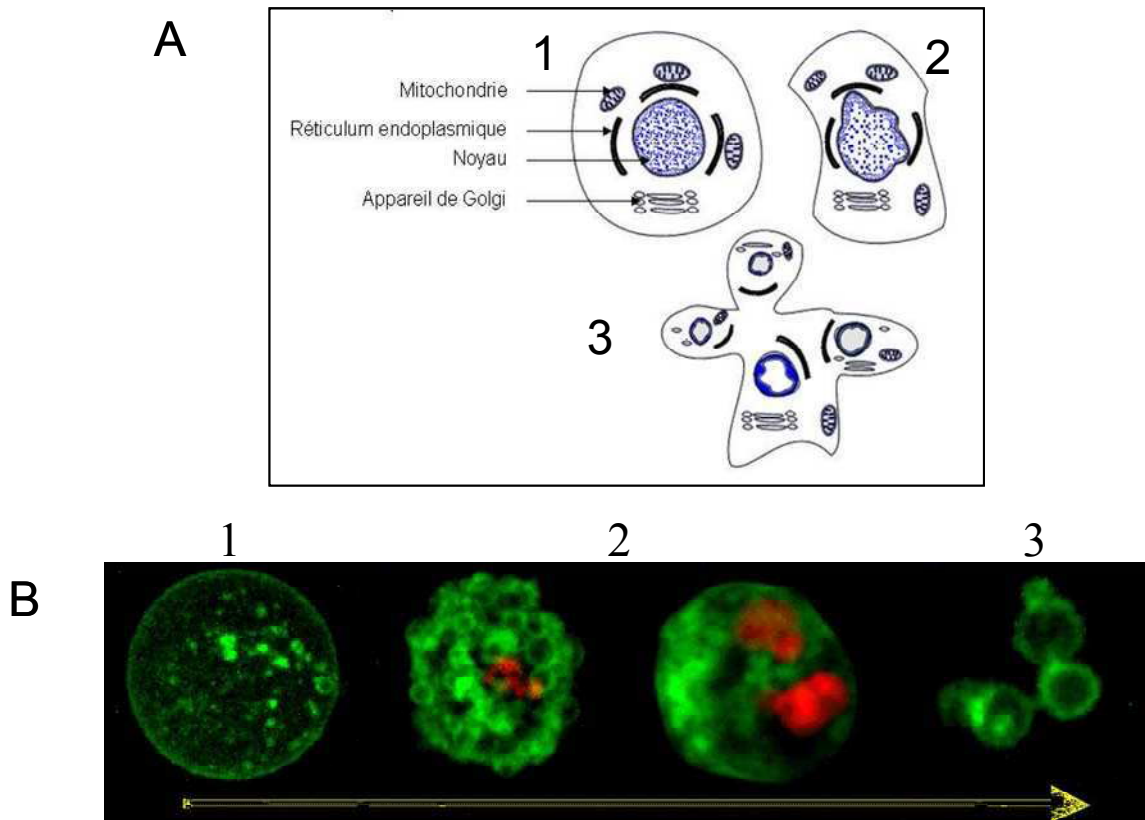 A
1
2
Mitochondrie
Réticulum endoplasmique
Noyau
Appareil de Golgi
3
1
2
3
B